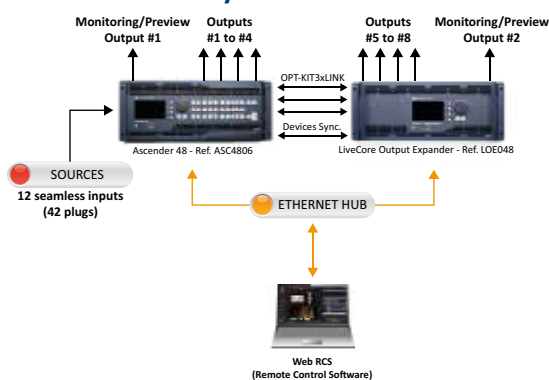 Monitoring/Preview
Output #1
Outputs
#1 to #4
Outputs
#5 to #8
Monitoring/Preview
Output #2
OPT-KIT3xLINK
Devices Sync.
Ascender 48 - Ref. ASC4806
LiveCore Output Expander - Ref. LOE048
SOURCES
12 seamless inputs
(42 plugs)
ETHERNET HUB
Web RCS
(Remote Control Software)